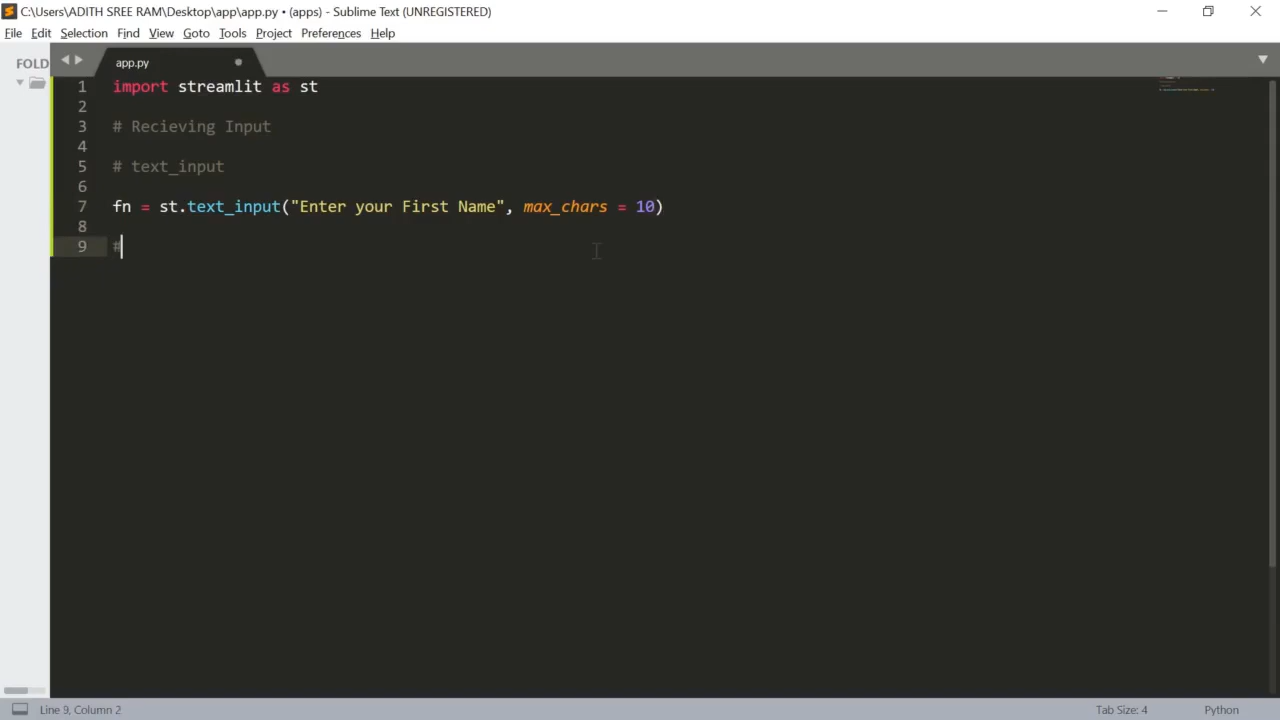 C:\Users\ADITH SREE RAM\Desktop\app\app.py • (apps) - Sublime Text (UNREGISTERED)
File Edit Selection Find View Goto Tools Project Preferences Help
FOLD
app.py
1 import streamlit as st
2
3 # Recieving Input
4
5 # text_input
6
7 fn = st.text_input("Enter your First Name", max_chars = 10)
8
9 #
Line 9, Column 2
Tab Size: 4
Python